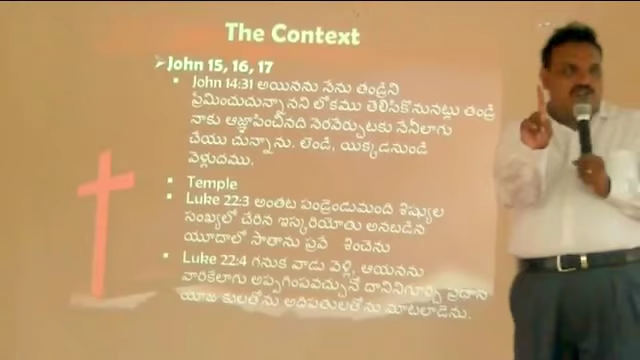 The Context
John 15, 16, 17
John 14:31 అయినను నేను తండ్రిని
ప్రేమించుచున్నానని లోకము తెలిసికొనునట్లు తండ్రి
నాకు ఆజ్ఞాపించినది నెరవేర్చుటకు నేనీలాగు
చేయు చున్నాను. లెండి, యిక్కడనుండి
వెళ్లుదము.
Temple
Luke 22:3 అంతట పండ్రెండుమంది శిష్యుల
సంఖ్యలో చేరిన ఇస్కరియోతు అనబడిన
యూదాలో సాతాను ప్రవే శించెను
Luke 22:4 గనుక వాడు వెళ్లి, ఆయనను
వారికేలాగు అప్పగింపవచ్చునో దానినిగూర్చి ప్రధాన
యాజ కులతోను అధిపతులతోను మాటలాడెను.